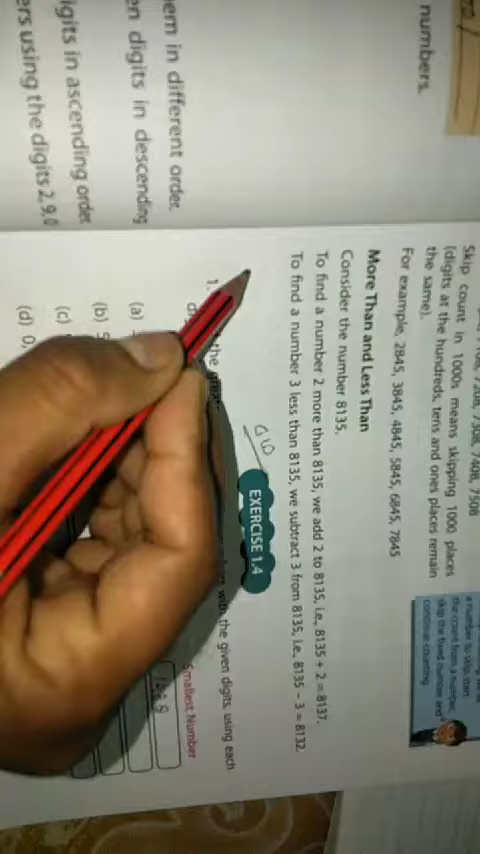 numbers.
em in different order.
en digits in descending
igits in ascending order
ers using the digits 2,9,0
7208, 7308, 7408, 7508
Skip count in 1000s means skipping 1000 places
(digits at the hundreds, tens and ones places remain
the same).
For example, 2845, 3845, 4845, 5845, 6845, 7845
a number to skip, start
the count from a number,
skip the fixed number and
continue counting.
More Than and Less Than
Consider the number 8135.
To find a number 2 more than 8135, we add 2 to 8135, i.e., 8135 + 2 = 8137.
To find a number 3 less than 8135, we subtract 3 from 8135, i.e., 8135 – 3 = 8132.
EXERCISE 1.4
1. the with the given digits, using each
Smallest Number
(a)
(b) 5
(c)
(d) 0,